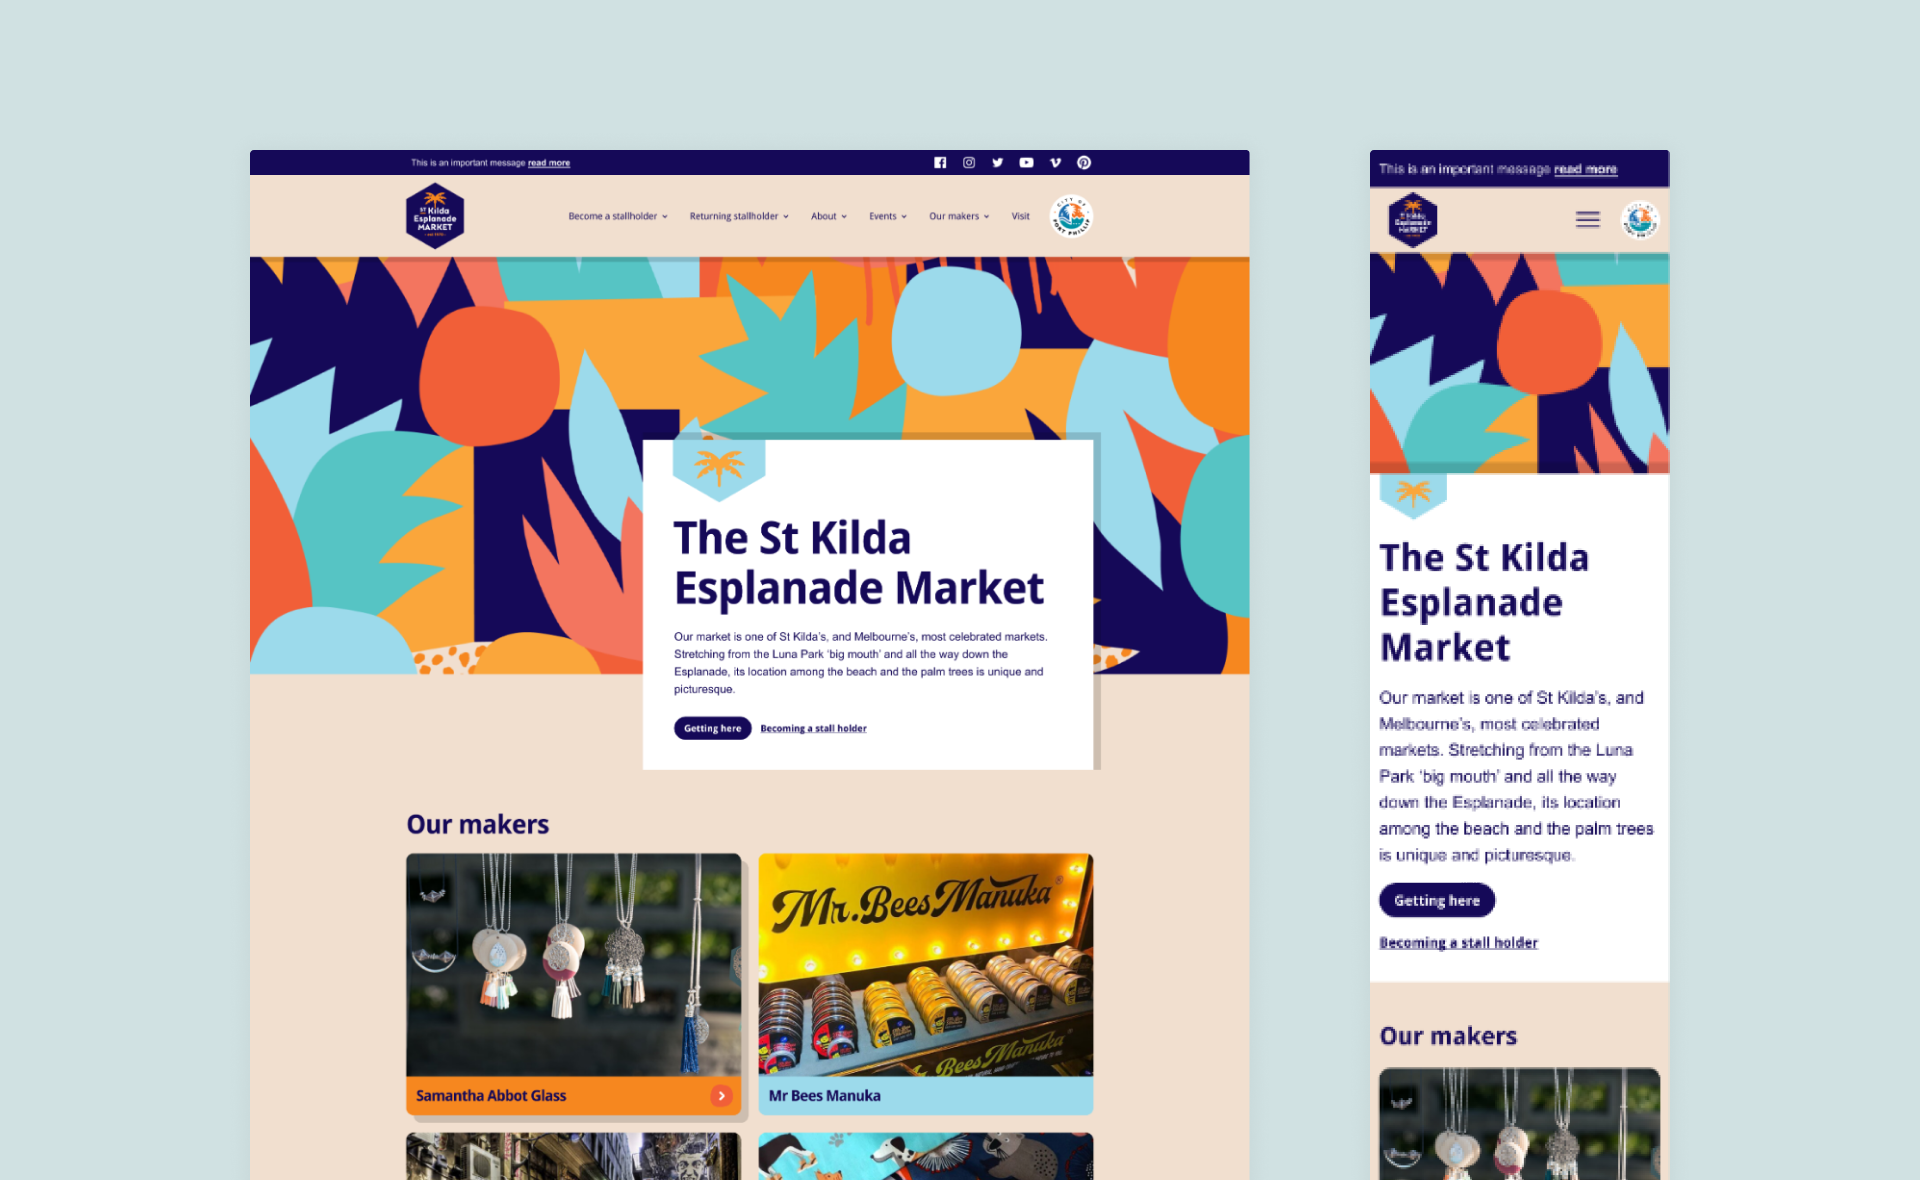 This is an important message read more
St Kilda
Esplanade
MARKET
Become a stallholder
Returning stallholder
About
Events
Our makers
Visit
CITY OF
PORT PHILLIP
The St Kilda
Esplanade Market
Our market is one of St Kilda's, and Melbourne's, most celebrated markets.
Stretching from the Luna Park 'big mouth' and all the way down the
Esplanade, its location among the beach and the palm trees is unique and
picturesque.
Getting here Becoming a stall holder
Our makers
Mr. Bees Manuka
Bees Manuka
Samantha Abbot Glass
Mr Bees Manuka
This is an important message read more
St Kilda
Esplanade
MARKET
The St Kilda
Esplanade
Market
Our market is one of St Kilda's, and
Melbourne's, most celebrated
markets. Stretching from the Luna
Park 'big mouth' and all the way
down the Esplanade, its location
among the beach and the palm trees
is unique and picturesque.
Getting here
Becoming a stall holder
Our makers